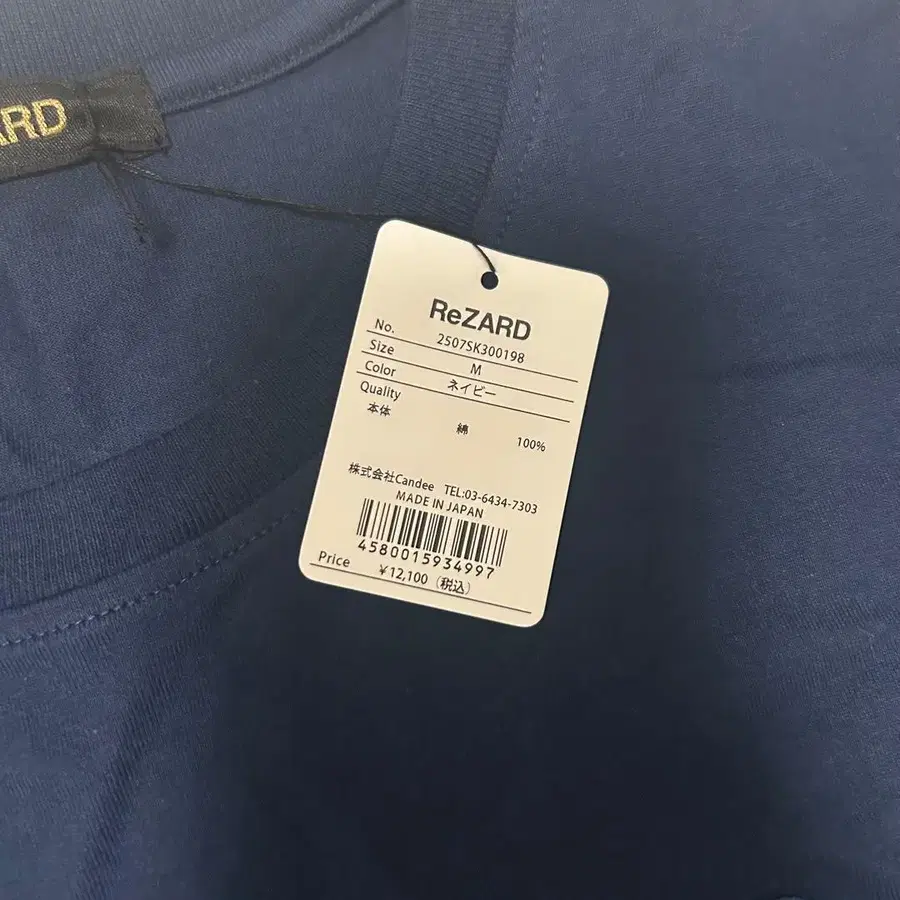 ARD
ReZARD
No. 2507SK300198
Size M
Color ネイビー
Quality
本体 綿 100%
株式会社Candee TEL:03-6434-7303
MADE IN JAPAN
4580015934997
Price ¥12,100（税込）